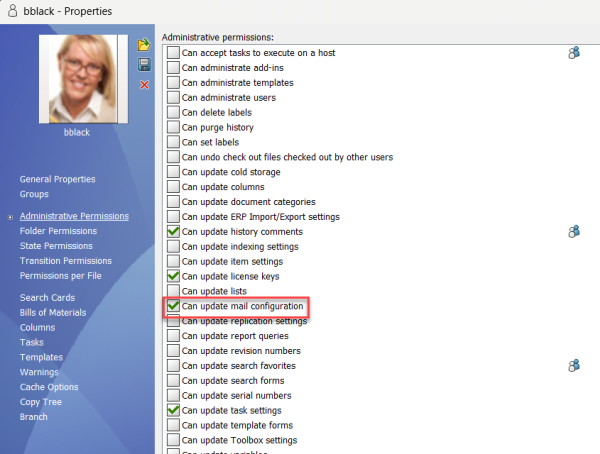 bblack - Properties
bblack
General Properties
Groups
Administrative Permissions
Folder Permissions
State Permissions
Transition Permissions
Permissions per File
Search Cards
Bills of Materials
Columns
Tasks
Templates
Warnings
Cache Options
Copy Tree
Branch
Administrative permissions:
Can accept tasks to execute on a host
Can administrate add-ins
Can administrate templates
Can administrate users
Can delete labels
Can purge history
Can set labels
Can undo check out files checked out by other users
Can update cold storage
Can update columns
Can update document categories
Can update ERP Import/Export settings
Can update history comments
Can update indexing settings
Can update item settings
Can update license keys
Can update lists
Can update mail configuration
Can update replication settings
Can update report queries
Can update revision numbers
Can update search favorites
Can update search forms
Can update serial numbers
Can update task settings
Can update template forms
Can update Toolbox settings
Can update variables